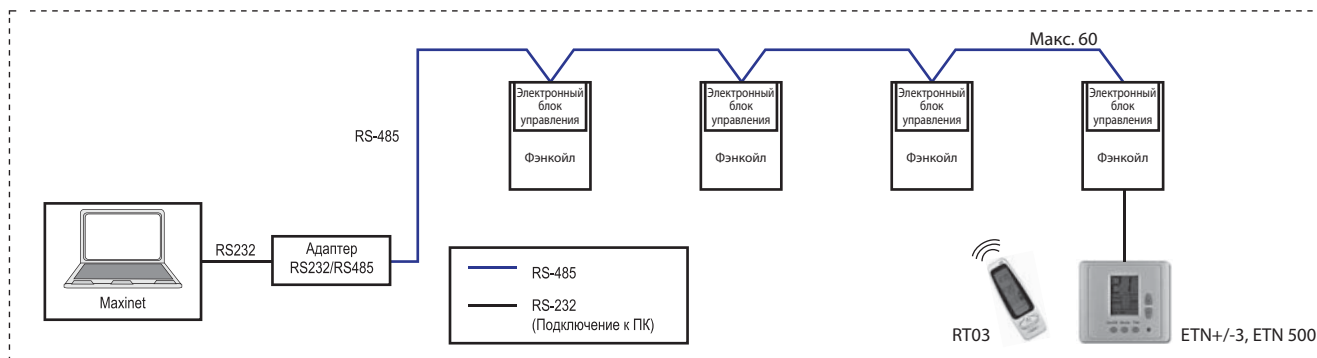 Макс. 60
Электронный
блок
управления
Фэнкойл
Электронный
блок
управления
Фэнкойл
Электронный
блок
управления
Фэнкойл
Электронный
блок
управления
Фэнкойл
RS-485
RS232
Адаптер
RS232/RS485
Maxinet
RS-485
RS-232
(Подключение к ПК)
RT03
ETN+/-3, ETN 500